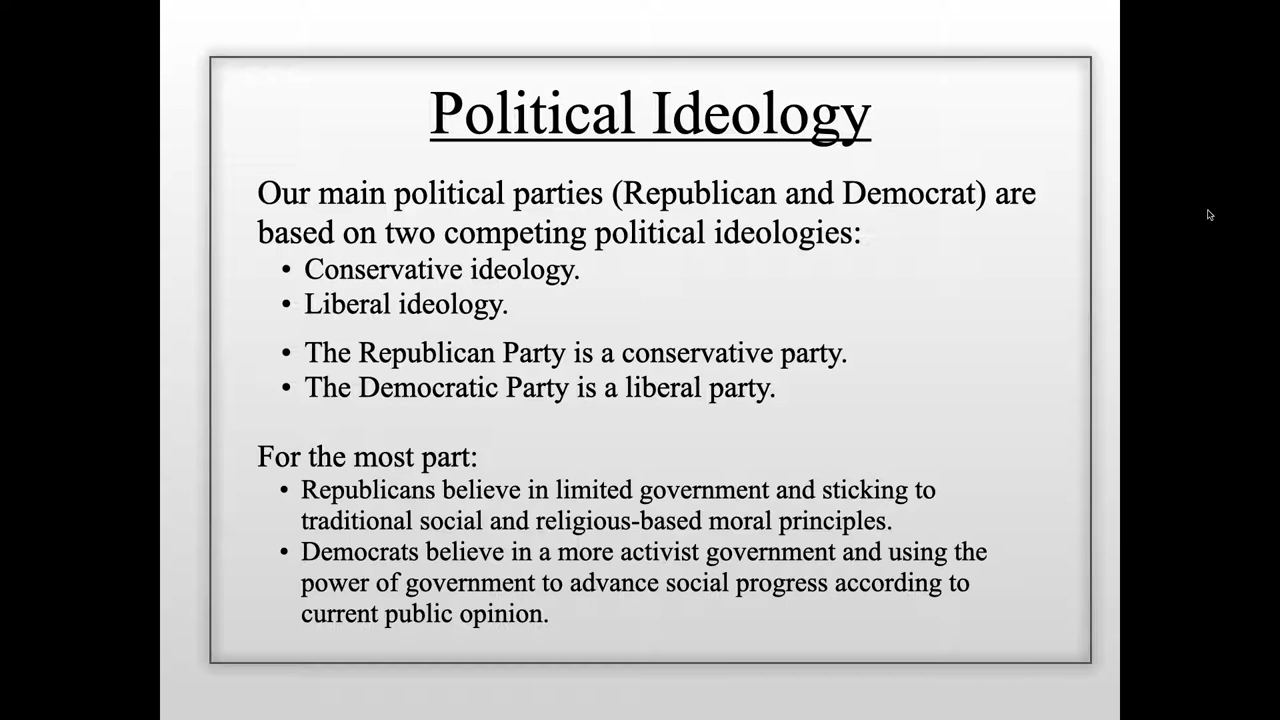 Political Ideology
Our main political parties (Republican and Democrat) are
based on two competing political ideologies:
• Conservative ideology.
• Liberal ideology.
• The Republican Party is a conservative party.
• The Democratic Party is a liberal party.
For the most part:
• Republicans believe in limited government and sticking to
traditional social and religious-based moral principles.
• Democrats believe in a more activist government and using the
power of government to advance social progress according to
current public opinion.